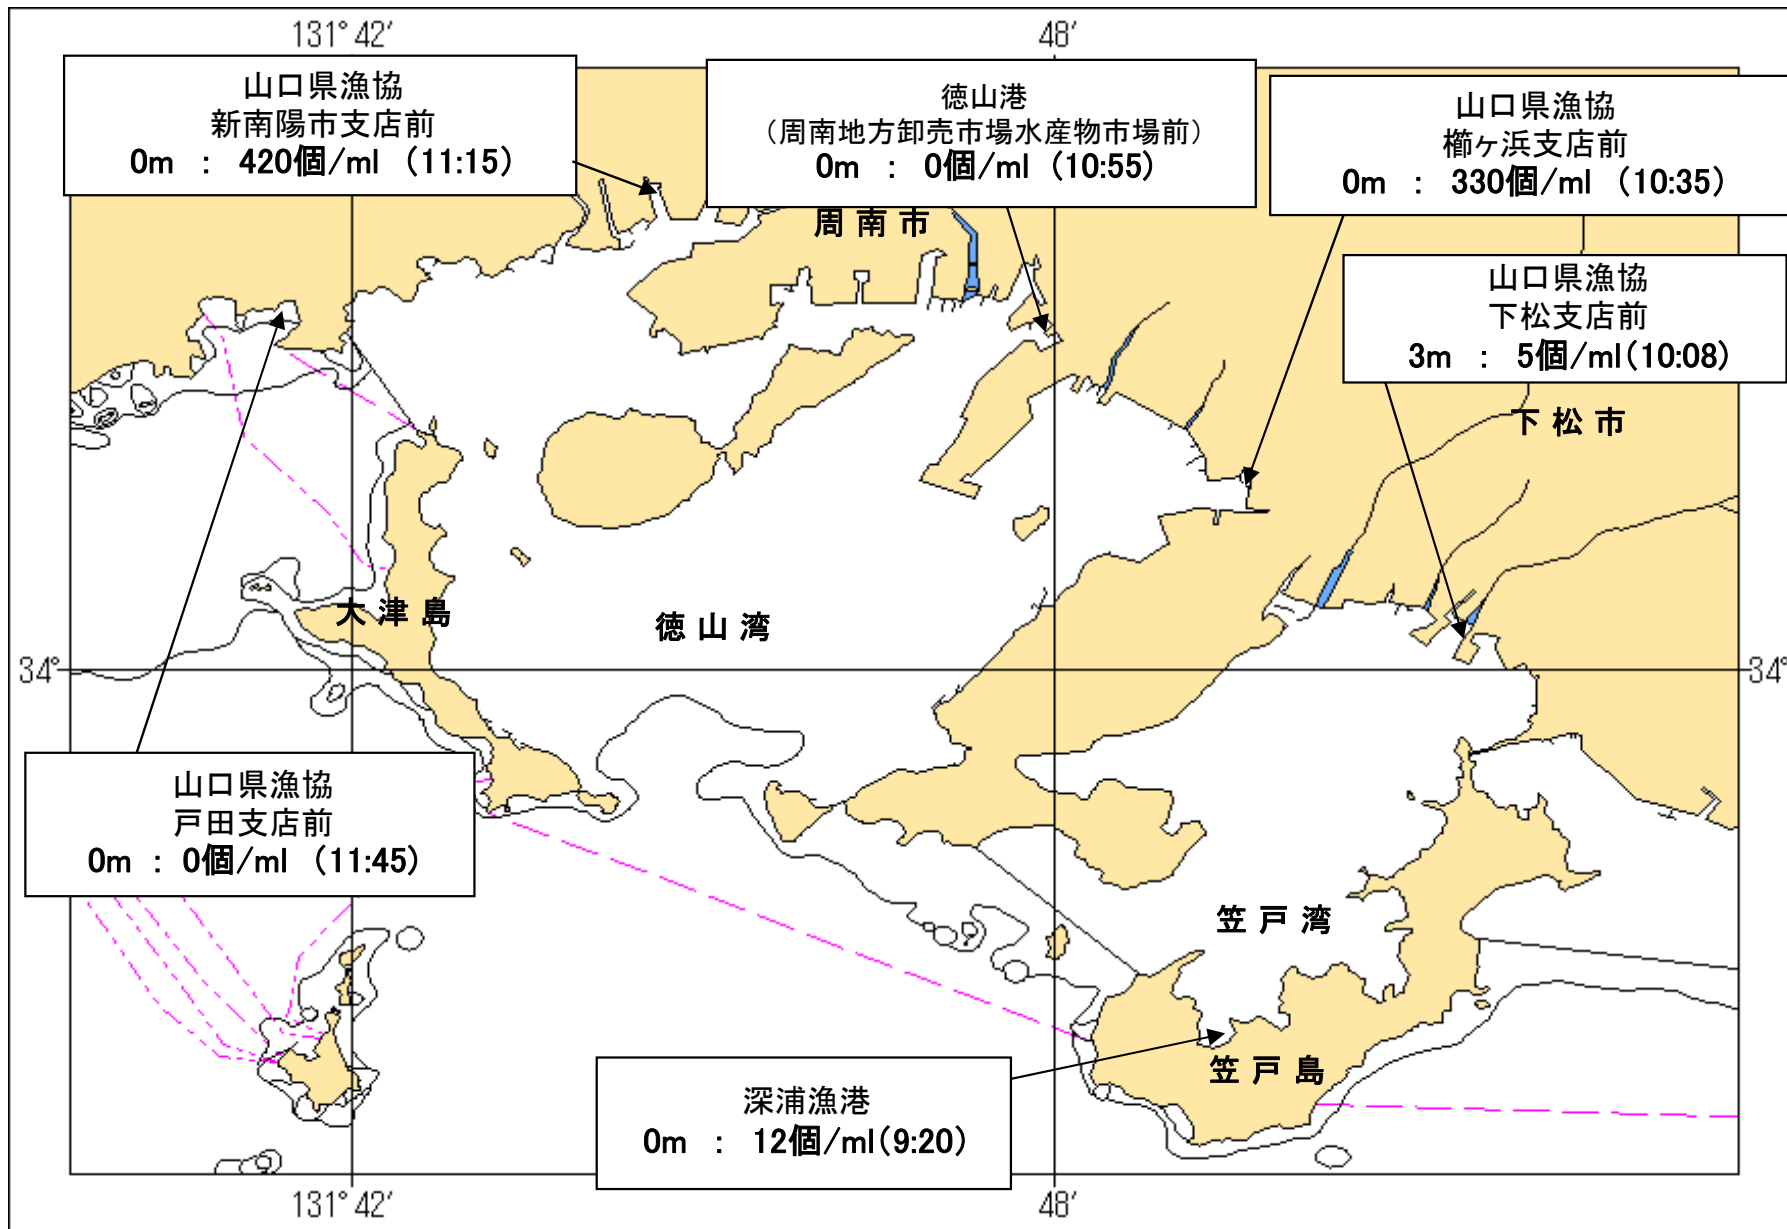 131°42′
48′
山口県漁協
新南陽市支店前
0m : 420個/ml (11:15)
徳山港
(周南地方卸売市場水産物市場前)
0m : 0個/ml (10:55)
山口県漁協
櫛ヶ浜支店前
0m : 330個/ml (10:35)
周南市
山口県漁協
下松支店前
3m : 5個/ml(10:08)
下松市
大津島
徳山湾
34°
34°
山口県漁協
戸田支店前
0m : 0個/ml (11:45)
笠戸湾
笠戸島
深浦漁港
0m : 12個/ml(9:20)
131°42′
48′